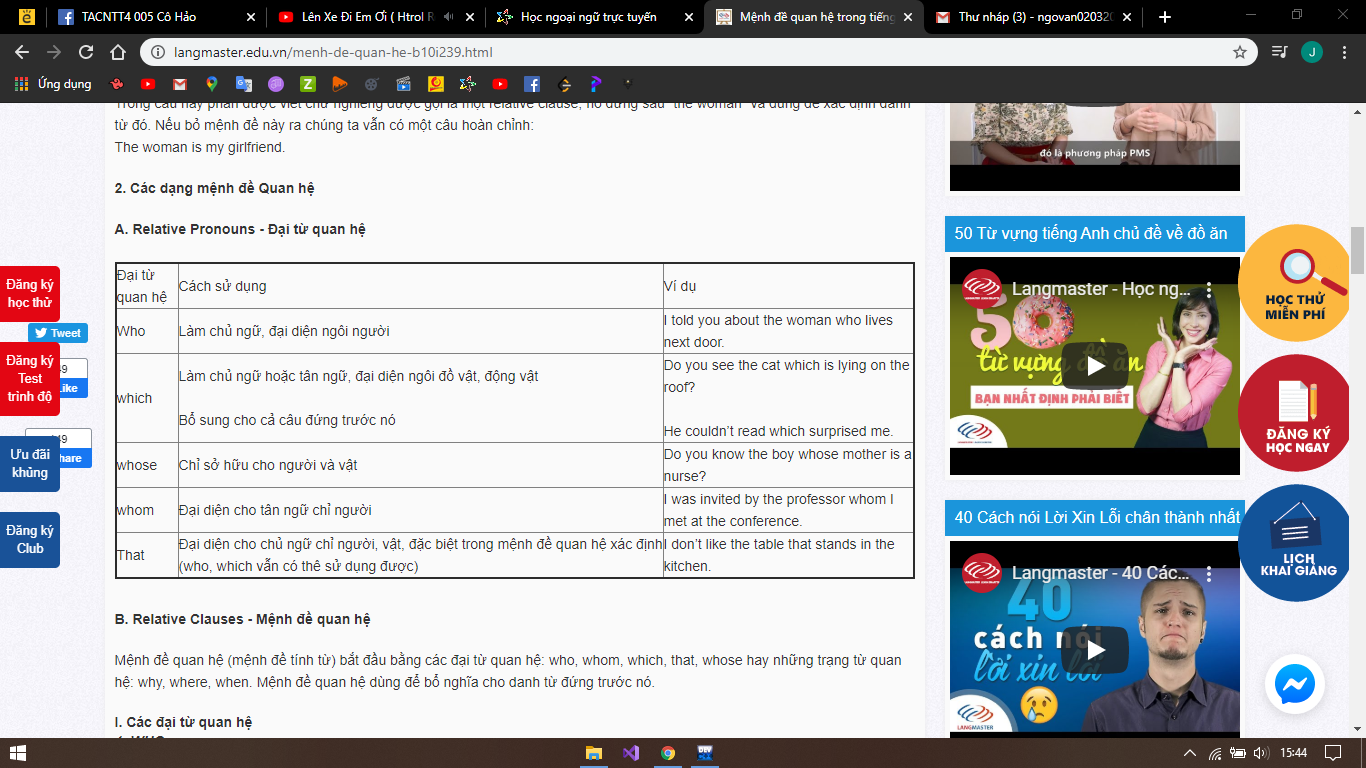 TACNTT4 005 Cô Hảo
Lên Xe Đi Em Ơi ( Htrol R
Học ngoại ngữ trực tuyến
Mệnh đề quan hệ trong tiếng
Thư nháp (3) - ngovan02032
langmaster.edu.vn/menh-de-quan-he-b10i239.html
J
Ứng dụng
Trong câu này phần được viết chữ nghiêng được gọi là một relative clause, nó đứng sau "the woman" và dùng để xác định danh
từ đó. Nếu bỏ mệnh đề này ra chúng ta vẫn có một câu hoàn chỉnh:
The woman is my girlfriend.
2. Các dạng mệnh đề Quan hệ
A. Relative Pronouns - Đại từ quan hệ
Đại từ quan hệ
Cách sử dụng
Ví dụ
Who
Làm chủ ngữ, đại diện ngôi người
I told you about the woman who lives
next door.
which
Làm chủ ngữ hoặc tân ngữ, đại diện ngôi đồ vật, động vật
Bổ sung cho cả câu đứng trước nó
Do you see the cat which is lying on the
roof?
He couldn't read which surprised me.
whose
Chỉ sở hữu cho người và vật
Do you know the boy whose mother is a
nurse?
whom
Đại diện cho tân ngữ chỉ người
I was invited by the professor whom I
met at the conference.
That
Đại diện cho chủ ngữ chỉ người, vật, đặc biệt trong mệnh đề quan hệ xác định
(who, which vẫn có thê sử dụng được)
I don't like the table that stands in the
kitchen.
B. Relative Clauses - Mệnh đề quan hệ
Mệnh đề quan hệ (mệnh đề tính từ) bắt đầu bằng các đại từ quan hệ: who, whom, which, that, whose hay những trạng từ quan
hệ: why, where, when. Mệnh đề quan hệ dùng để bổ nghĩa cho danh từ đứng trước nó.
I. Các đại từ quan hệ
Đăng ký
học thử
Tweet
Đăng ký
Test
trình độ
49
Like
Ưu đãi
khủng
Share
Đăng ký
Club
đó là phương pháp PMS
50 Từ vựng tiếng Anh chủ đề về đồ ăn
Langmaster - Học ng...
50
từ vựng đồ ăn
BẠN NHẤT ĐỊNH PHẢI BIẾT
40 Cách nói Lời Xin Lỗi chân thành nhất
Langmaster - 40 Các...
40
cách nói
lời xin lỗi
LANGMASTER
HỌC THỬ
MIỄN PHÍ
ĐĂNG KÝ
HỌC NGAY
LỊCH
KHAI GIẢNG
15:44